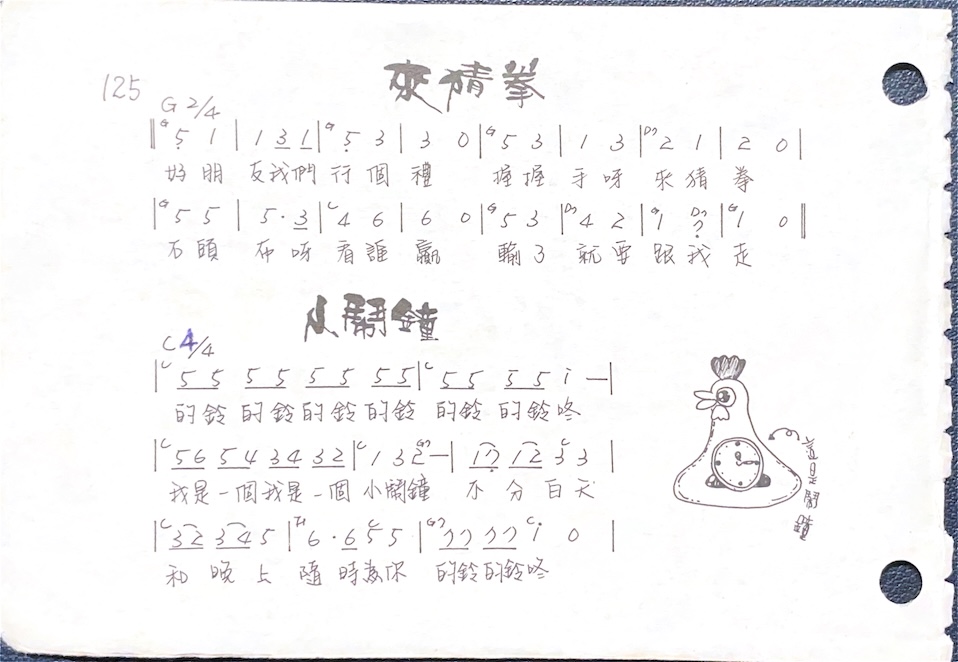 125
來猜拳
G 2/4
‖ G 5̣ 1 | 1 3 1 | G 5̣ 3 | 3 0 | G 5 3 | 1 3 | D7 2 1 | 2 0 |
好朋友我們行個禮 握握手呀來猜拳
| G 5 5 | 5·3 | C 4 6 | 6 0 | G 5 3 | D7 4 2 | G 1 D7 7̣ | G 1 0 ‖
石頭布呀看誰贏 輸了就要跟我走
小鬧鐘
C 4/4
| C 5 5 5 5 5 5 5 5 | C 5 5 5 5 i — |
的鈴的鈴的鈴的鈴 的鈴的鈴咚
| C 5 6 5 4 3 4 3 2 | C 1 3 G7 2 — | 1 7̣ 1 2 C 3 3 |
我是一個我是一個小鬧鐘 不分白天
| C 3 2 3 4 5 | F 6·6 C 5 5 | G7 7 7 7 7 C i 0 |
和晚上隨時為你 的鈴的鈴咚
這是鬧鐘